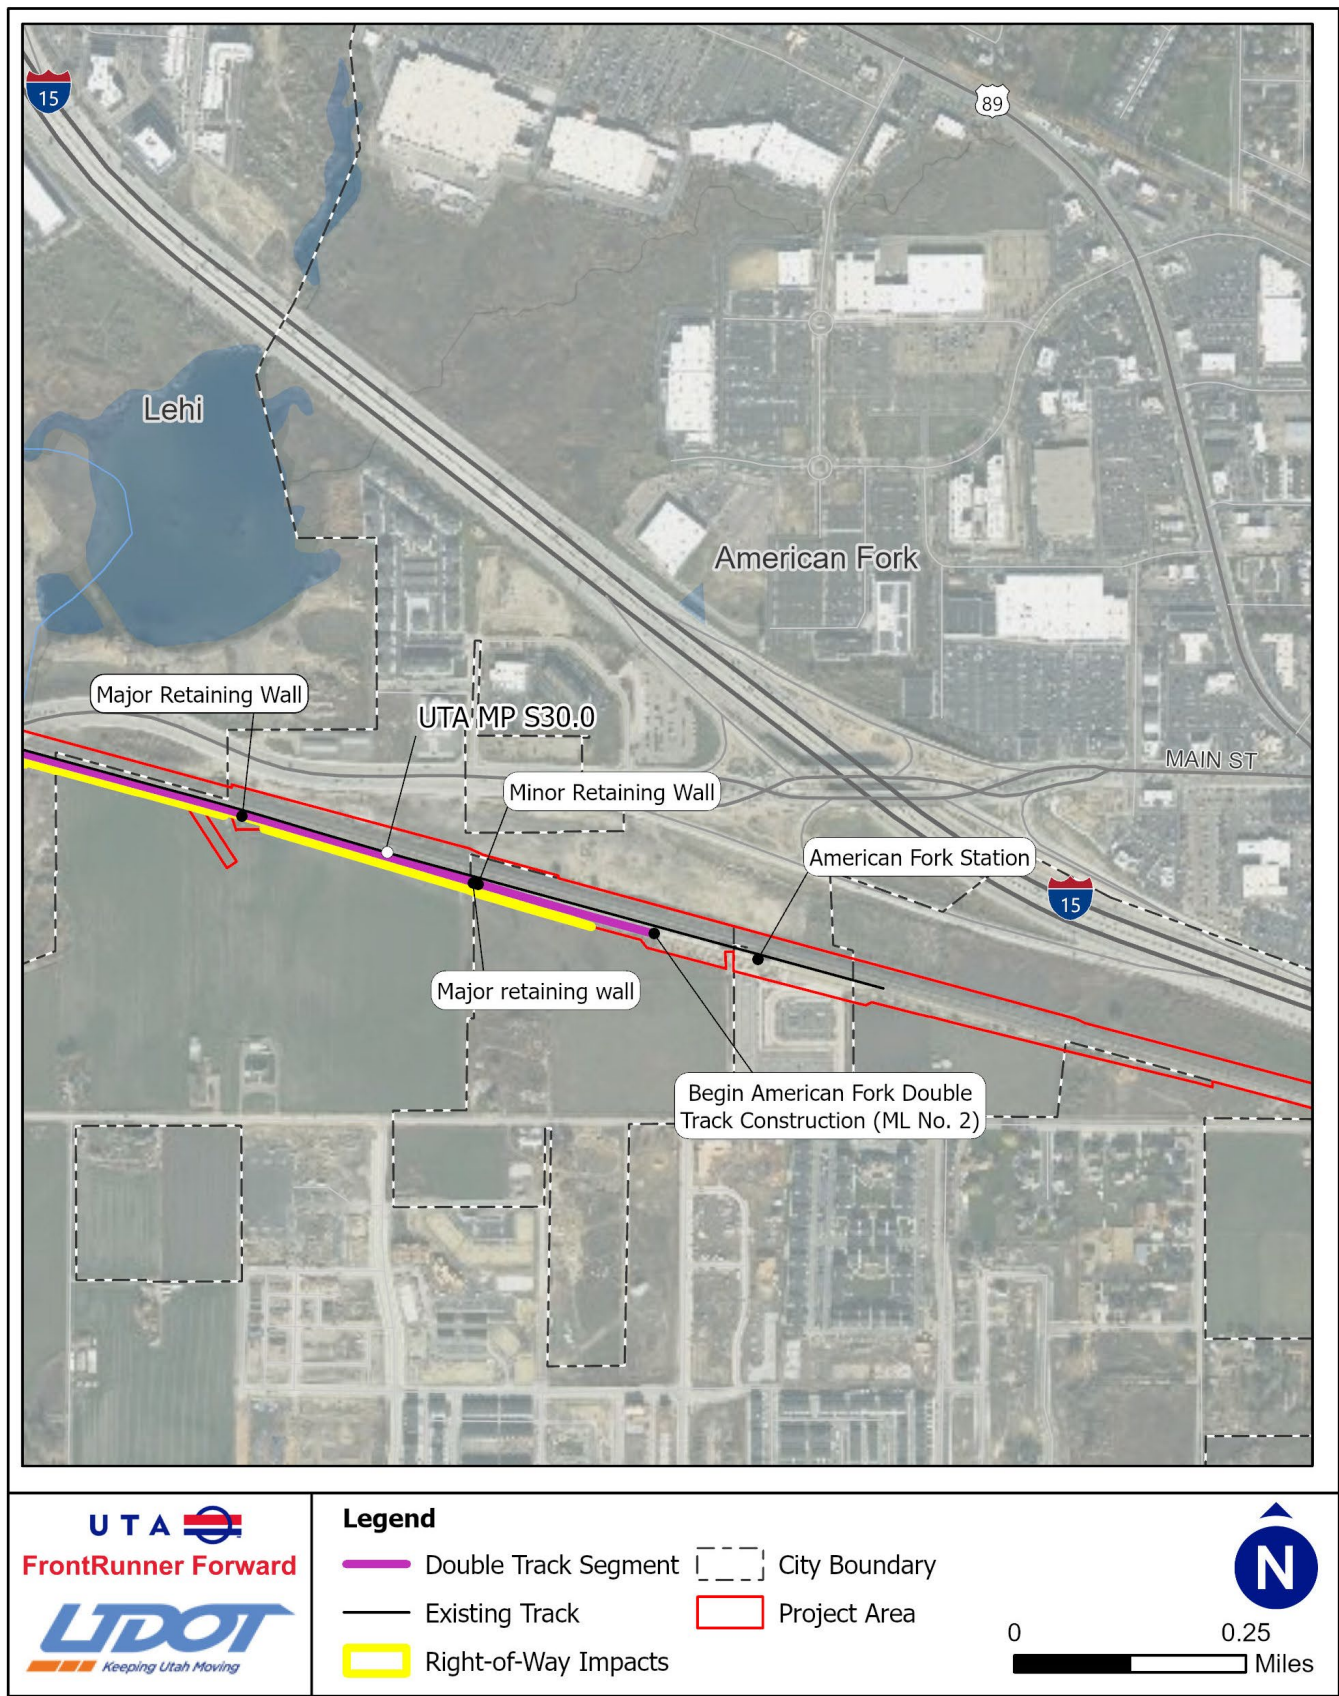 15
89
Lehi
American Fork
Major Retaining Wall
UTA MP S30.0
MAIN ST
Minor Retaining Wall
American Fork Station
15
Major retaining wall
Begin American Fork Double
Track Construction (ML No. 2)
UTA
FrontRunner Forward
UDOT
Keeping Utah Moving
Legend
Double Track Segment
Existing Track
Right-of-Way Impacts
City Boundary
Project Area
N
0 0.25
Miles